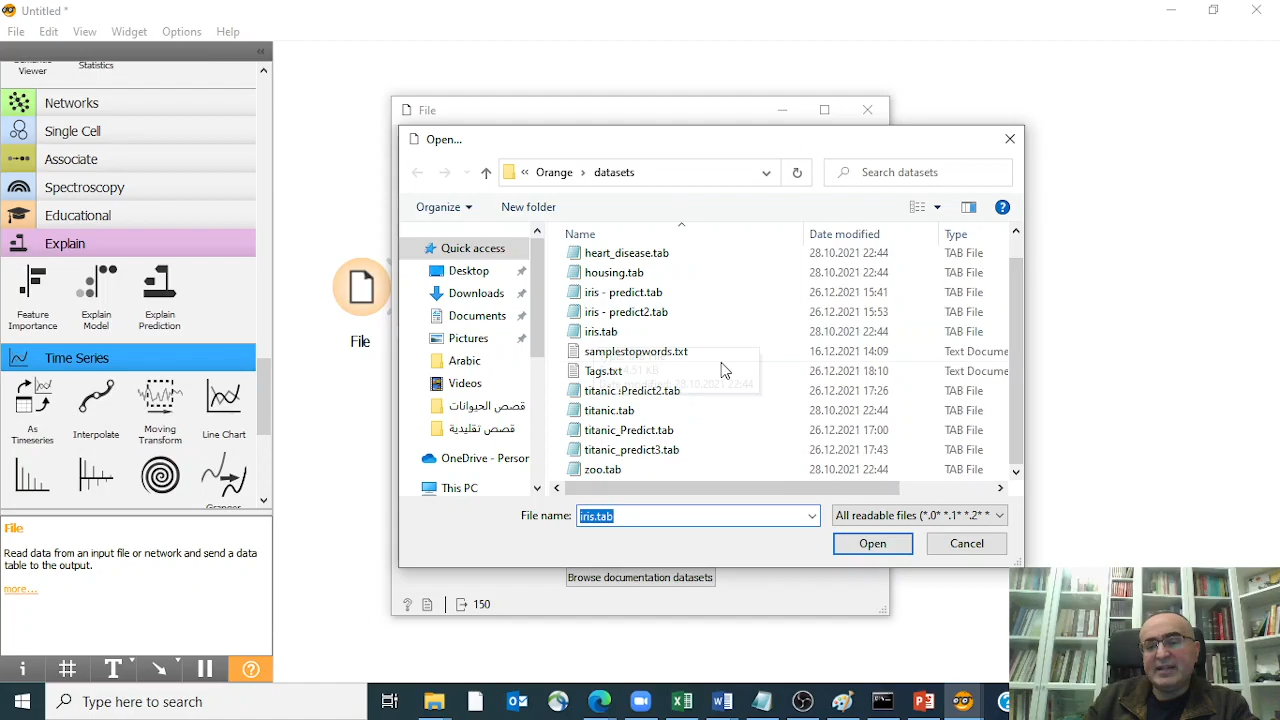 Untitled *
File Edit View Widget Options Help
Viewer Statistics
Networks
Single Cell
Associate
Spectroscopy
Educational
Explain
Feature Importance
Explain Model
Explain Prediction
Time Series
As Timeseries
Interpolate
Moving Transform
Line Chart
File
Read data from an input file or network and send a data
table to the output.
more...
File
File
Open...
« Orange › datasets
Search datasets
Organize New folder
Quick access
Desktop
Downloads
Documents
Pictures
Arabic
Videos
قصص الحيوانات
قصص تقليدية
OneDrive - Person
This PC
Name Date modified Type
heart_disease.tab 28.10.2021 22:44 TAB File
housing.tab 28.10.2021 22:44 TAB File
iris - predict.tab 26.12.2021 15:41 TAB File
iris - predict2.tab 26.12.2021 15:53 TAB File
iris.tab 28.10.2021 22:44 TAB File
samplestopwords.txt 16.12.2021 14:09 Text Docume
Tags.txt 26.12.2021 18:10 Text Docume
titanic :Predict2.tab 26.12.2021 17:26 TAB File
titanic.tab 28.10.2021 22:44 TAB File
titanic_Predict.tab 26.12.2021 17:00 TAB File
titanic_predict3.tab 26.12.2021 17:43 TAB File
zoo.tab 28.10.2021 22:44 TAB File
File name: iris.tab All readable files (*.0* *.1* *.2* *
Open Cancel
Browse documentation datasets
150
Type here to search